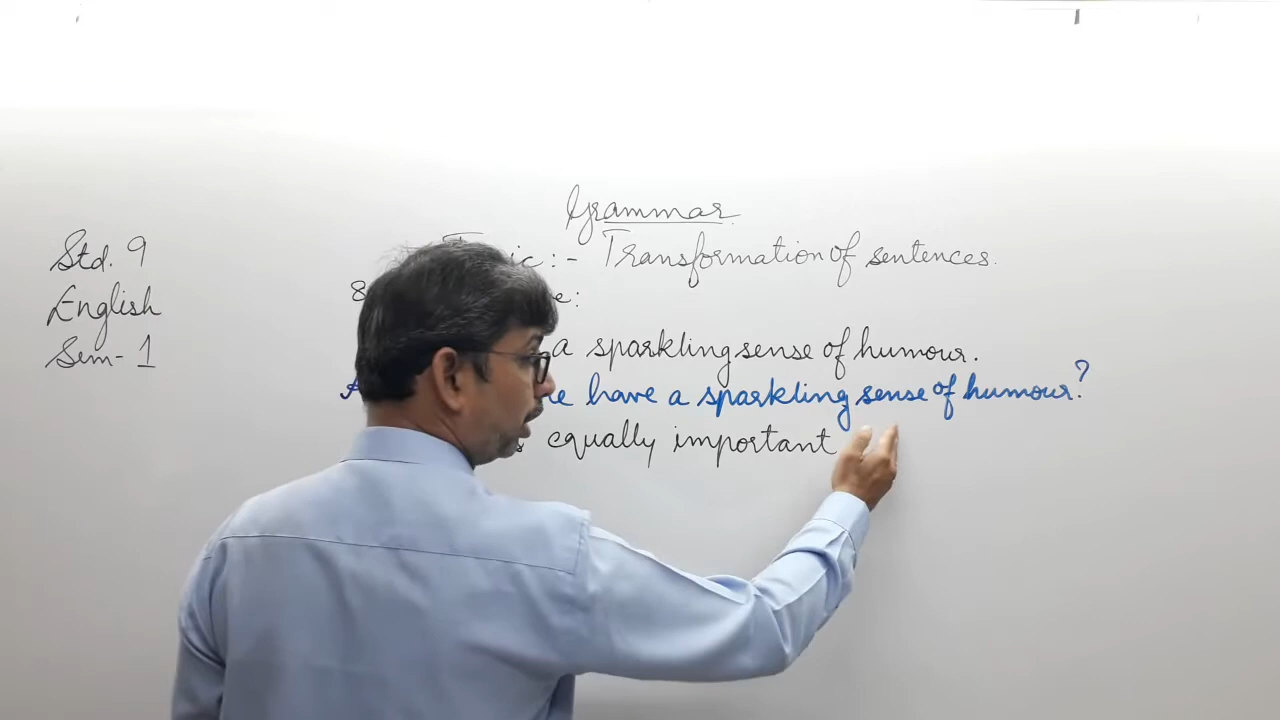 Grammar
Std. 9
English
Sem- 1
:- Transformation of sentences.
8
a sparkling sense of humour.
have a sparkling sense of humour?
equally important